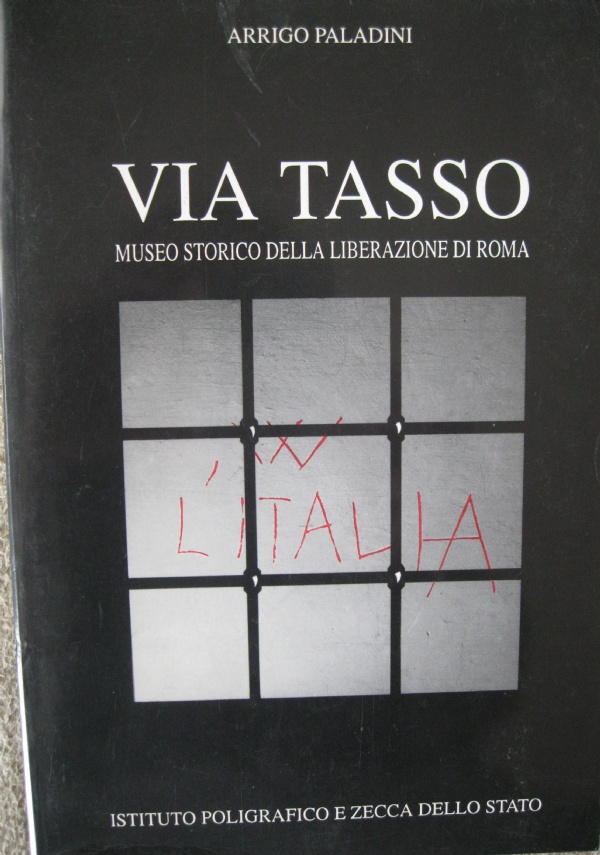 ARRIGO PALADINI
VIA TASSO
MUSEO STORICO DELLA LIBERAZIONE DI ROMA
W
L'ITALIA
ISTITUTO POLIGRAFICO E ZECCA DELLO STATO